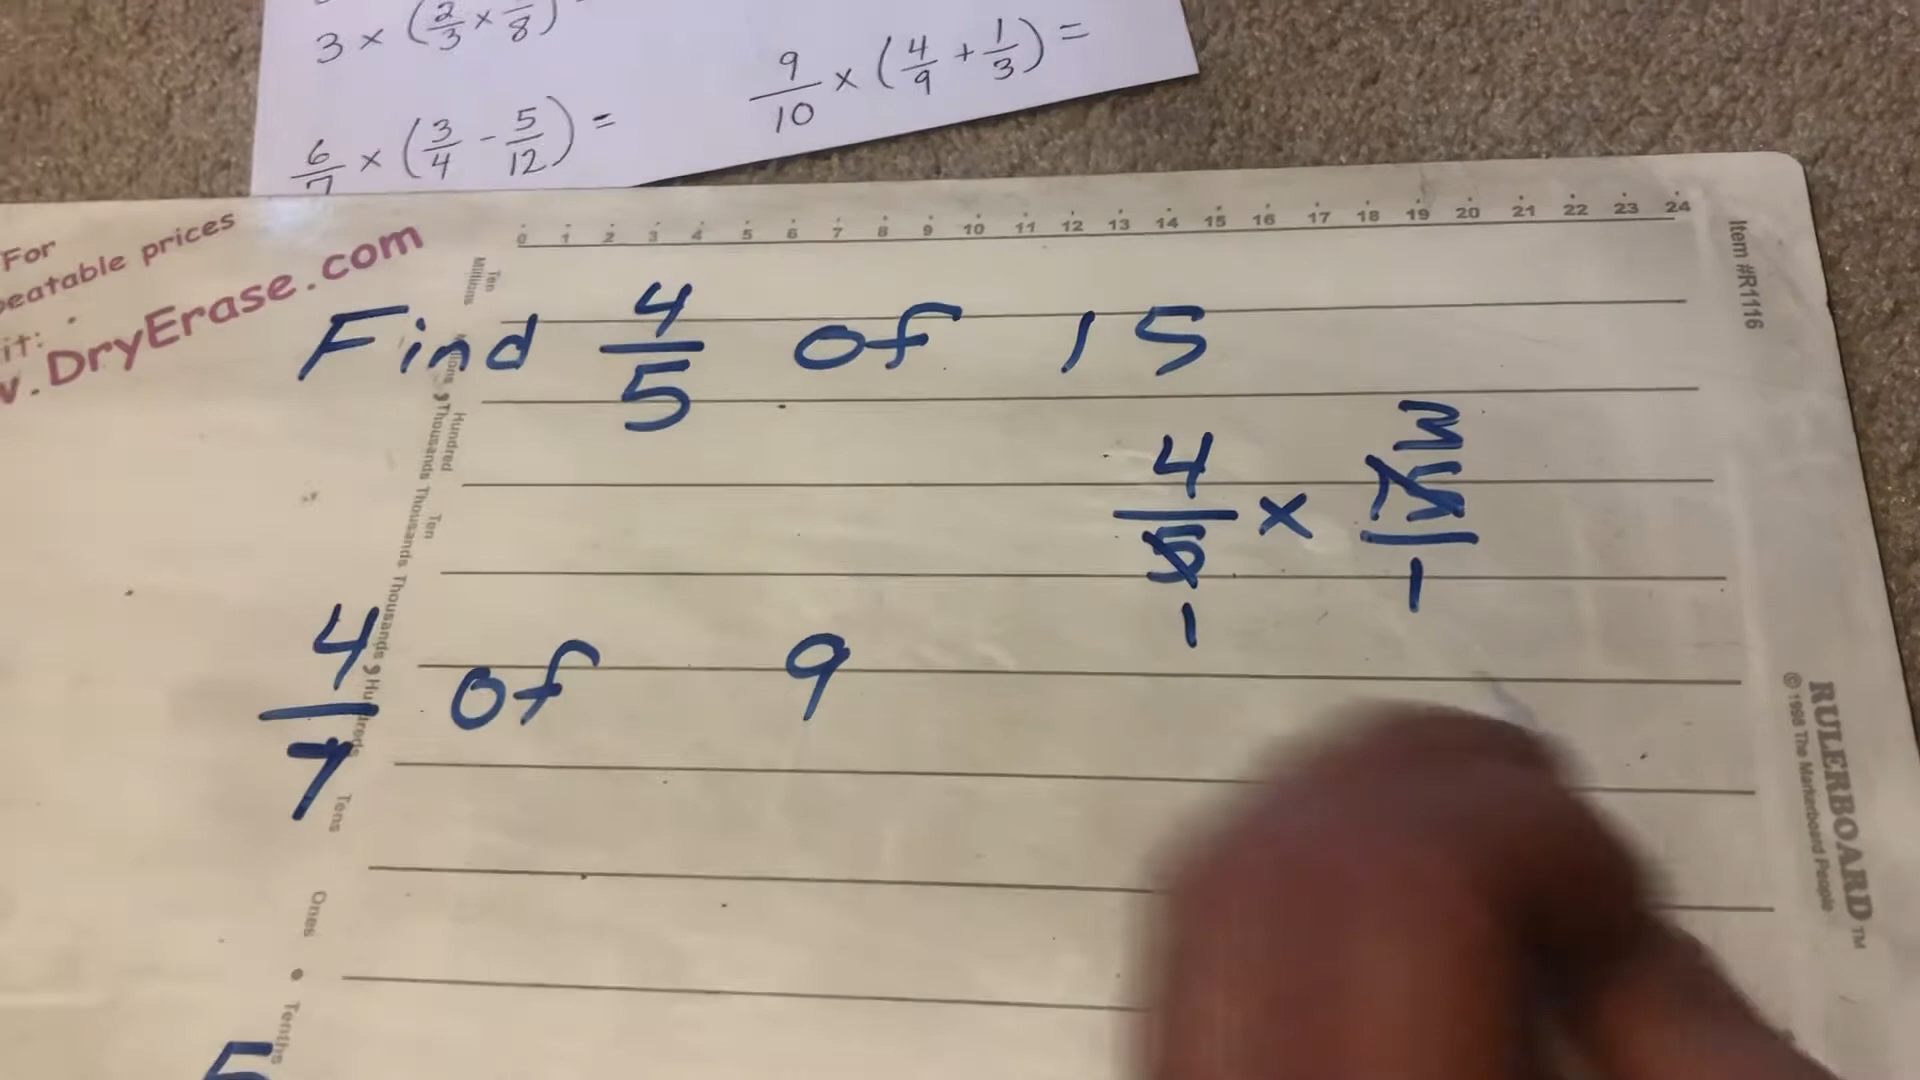 3 × (2/3 × /8)
9/10 × (4/9 + 1/3) =
6/7 × (3/4 - 5/12) =
For
eatable prices
it:
.DryErase.com
0 1 2 3 4 5 6 7 8 9 10 11 12 13 14 15 16 17 18 19 20 21 22 23 24
Item #R1116
Find 4/5 of 15
4/5 × 15/1
3
1
4/7 of 9
5
Ten Millions
Hundred Thousands
Ten Thousands
Thousands
Hundreds
Tens
Ones
Tenths
RULERBOARD™
© 1998 The Markerboard People